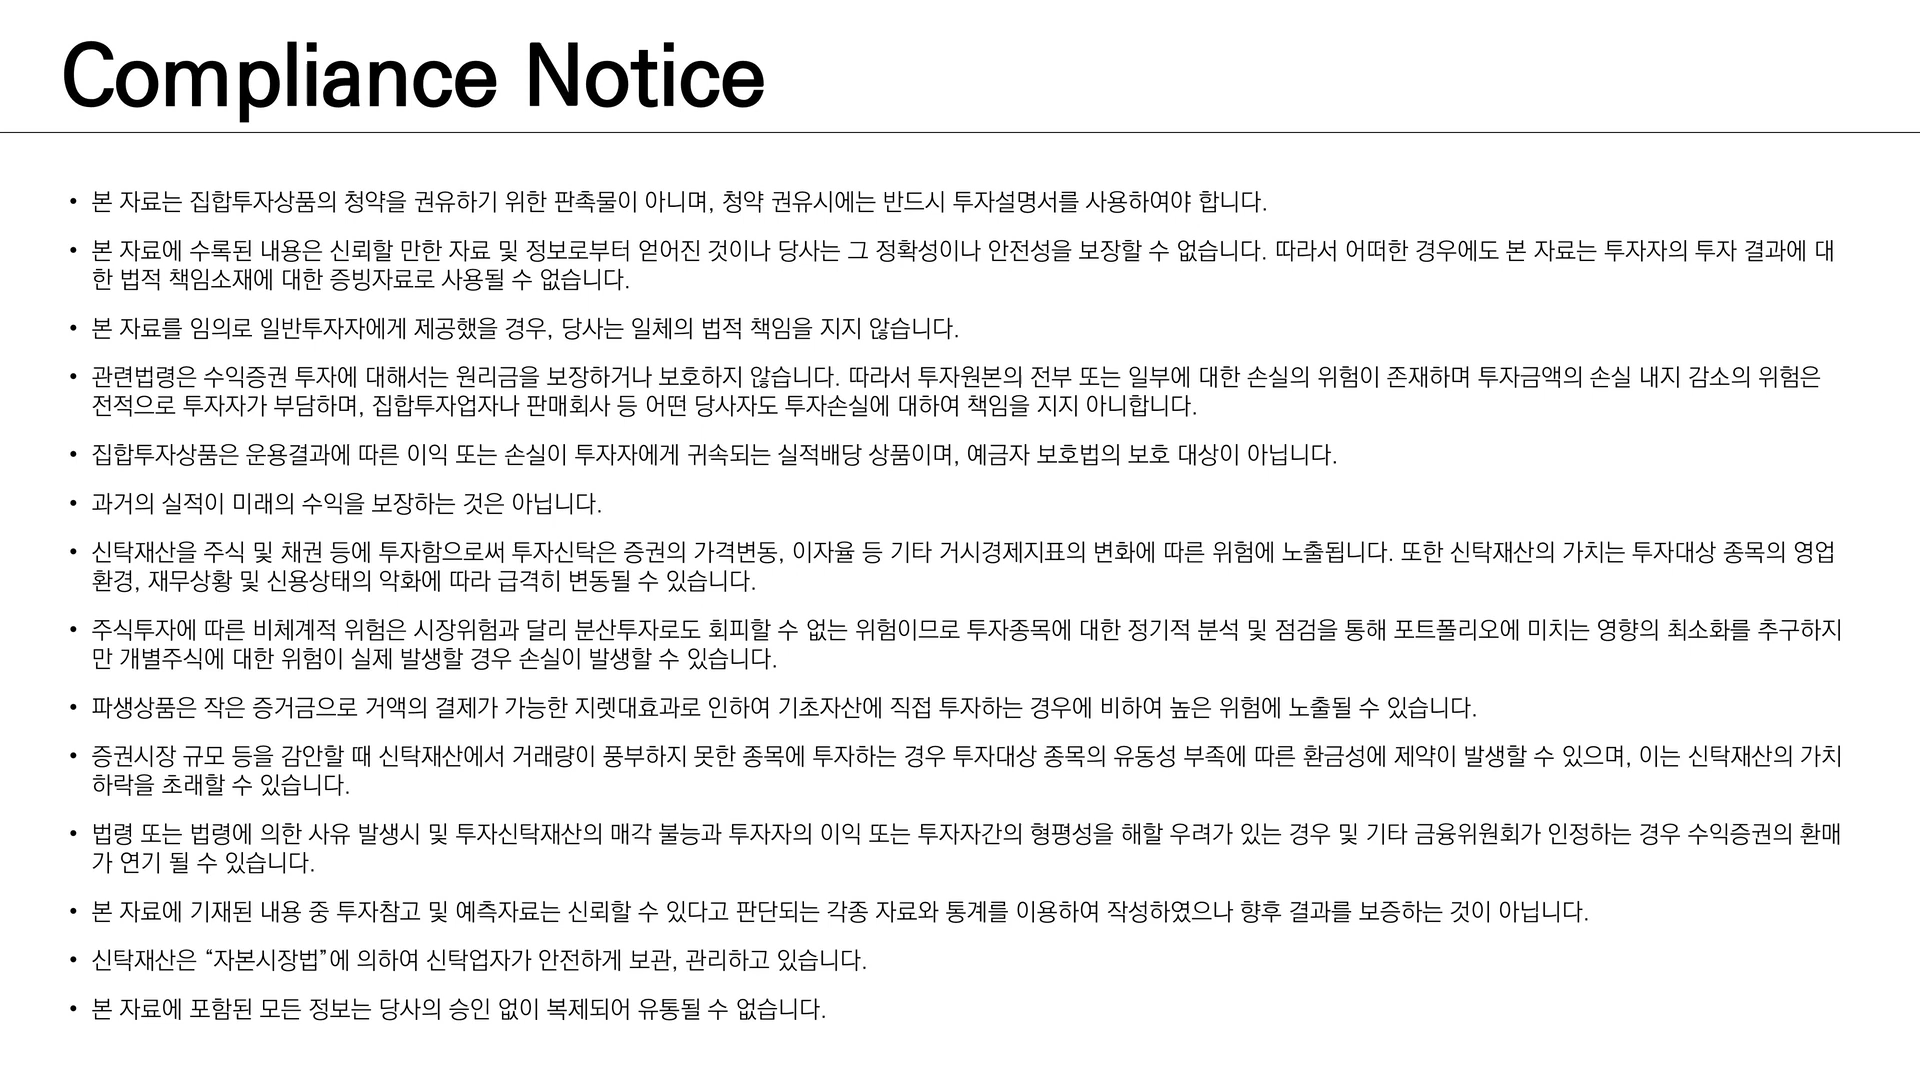 Compliance Notice
• 본 자료는 집합투자상품의 청약을 권유하기 위한 판촉물이 아니며, 청약 권유시에는 반드시 투자설명서를 사용하여야 합니다.
• 본 자료에 수록된 내용은 신뢰할 만한 자료 및 정보로부터 얻어진 것이나 당사는 그 정확성이나 안전성을 보장할 수 없습니다. 따라서 어떠한 경우에도 본 자료는 투자자의 투자 결과에 대
한 법적 책임소재에 대한 증빙자료로 사용될 수 없습니다.
• 본 자료를 임의로 일반투자자에게 제공했을 경우, 당사는 일체의 법적 책임을 지지 않습니다.
• 관련법령은 수익증권 투자에 대해서는 원리금을 보장하거나 보호하지 않습니다. 따라서 투자원본의 전부 또는 일부에 대한 손실의 위험이 존재하며 투자금액의 손실 내지 감소의 위험은
전적으로 투자자가 부담하며, 집합투자업자나 판매회사 등 어떤 당사자도 투자손실에 대하여 책임을 지지 아니합니다.
• 집합투자상품은 운용결과에 따른 이익 또는 손실이 투자자에게 귀속되는 실적배당 상품이며, 예금자 보호법의 보호 대상이 아닙니다.
• 과거의 실적이 미래의 수익을 보장하는 것은 아닙니다.
• 신탁재산을 주식 및 채권 등에 투자함으로써 투자신탁은 증권의 가격변동, 이자율 등 기타 거시경제지표의 변화에 따른 위험에 노출됩니다. 또한 신탁재산의 가치는 투자대상 종목의 영업
환경, 재무상황 및 신용상태의 악화에 따라 급격히 변동될 수 있습니다.
• 주식투자에 따른 비체계적 위험은 시장위험과 달리 분산투자로도 회피할 수 없는 위험이므로 투자종목에 대한 정기적 분석 및 점검을 통해 포트폴리오에 미치는 영향의 최소화를 추구하지
만 개별주식에 대한 위험이 실제 발생할 경우 손실이 발생할 수 있습니다.
• 파생상품은 작은 증거금으로 거액의 결제가 가능한 지렛대효과로 인하여 기초자산에 직접 투자하는 경우에 비하여 높은 위험에 노출될 수 있습니다.
• 증권시장 규모 등을 감안할 때 신탁재산에서 거래량이 풍부하지 못한 종목에 투자하는 경우 투자대상 종목의 유동성 부족에 따른 환금성에 제약이 발생할 수 있으며, 이는 신탁재산의 가치
하락을 초래할 수 있습니다.
• 법령 또는 법령에 의한 사유 발생시 및 투자신탁재산의 매각 불능과 투자자의 이익 또는 투자자간의 형평성을 해할 우려가 있는 경우 및 기타 금융위원회가 인정하는 경우 수익증권의 환매
가 연기 될 수 있습니다.
• 본 자료에 기재된 내용 중 투자참고 및 예측자료는 신뢰할 수 있다고 판단되는 각종 자료와 통계를 이용하여 작성하였으나 향후 결과를 보증하는 것이 아닙니다.
• 신탁재산은 “자본시장법”에 의하여 신탁업자가 안전하게 보관, 관리하고 있습니다.
• 본 자료에 포함된 모든 정보는 당사의 승인 없이 복제되어 유통될 수 없습니다.